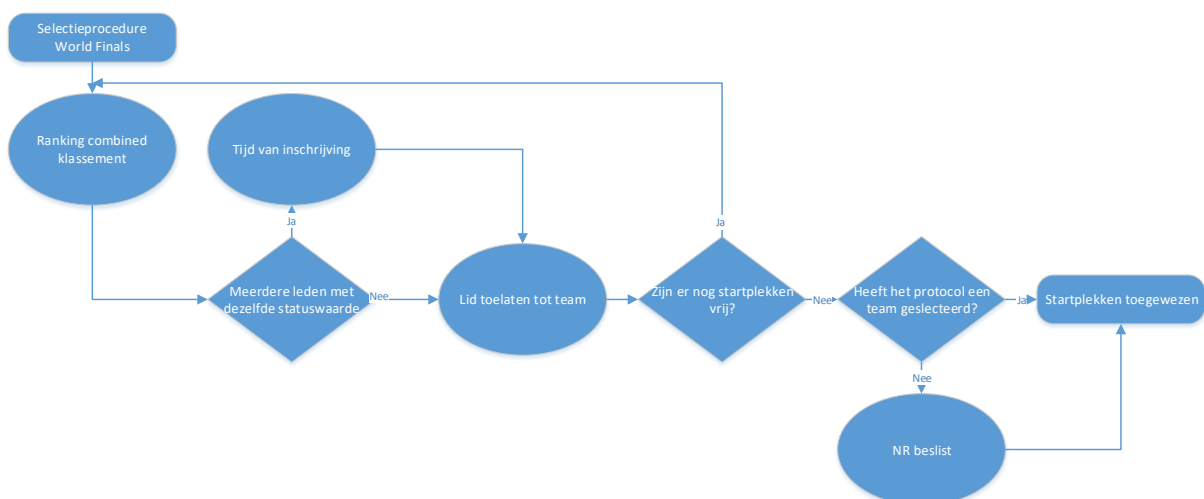 Selectieprocedure
World Finals
Ranking combined
klassement
Tijd van inschrijving
Ja
Ja
Meerdere leden met
dezelfde statuswaarde
Nee
Lid toelaten tot team
Zijn er nog startplekken
vrij?
Nee
Heeft het protocol een
team geslecteerd?
Ja
Startplekken toegewezen
Nee
NR beslist